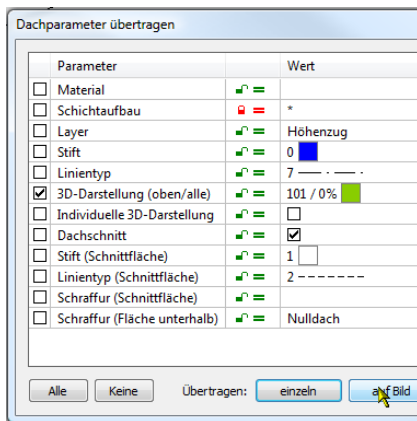 Dachparameter übertragen
Parameter Wert
Material
Schichtaufbau *
Layer Höhenzug
Stift 0
Linientyp 7
3D-Darstellung (oben/alle) 101 / 0%
Individuelle 3D-Darstellung
Dachschnitt
Stift (Schnittfläche) 1
Linientyp (Schnittfläche) 2
Schraffur (Schnittfläche)
Schraffur (Fläche unterhalb) Nulldach
Alle Keine Übertragen: einzeln auf Bild